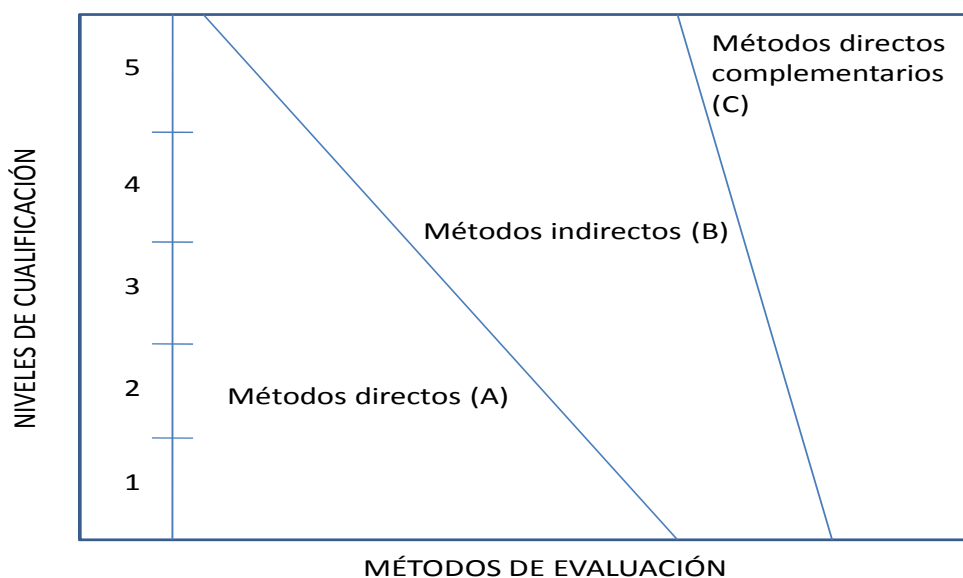 Métodos directos
complementarios
(C)
5
4
Métodos indirectos (B)
3
2
Métodos directos (A)
1
NIVELES DE CUALIFICACIÓN
MÉTODOS DE EVALUACIÓN